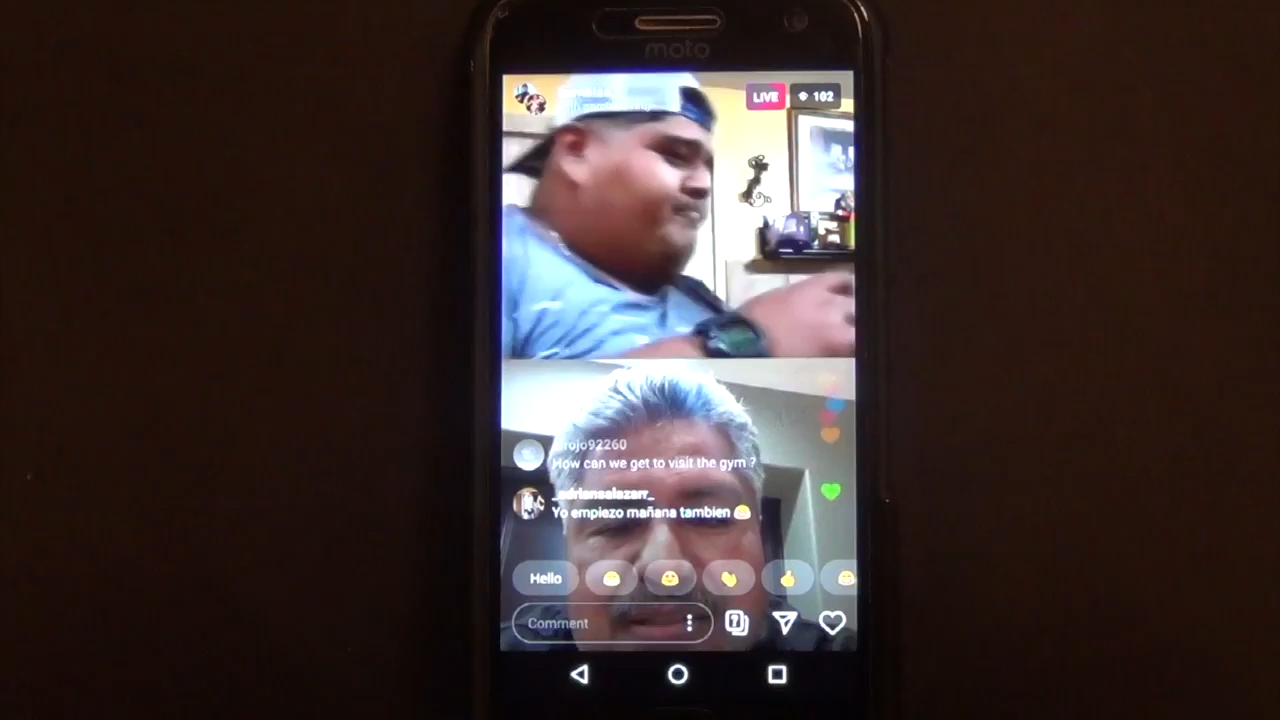 moto
LIVE 102
rojo92260
How can we get to visit the gym ?
_adriansalazarr_
Yo empiezo mañana tambien
Hello
Comment